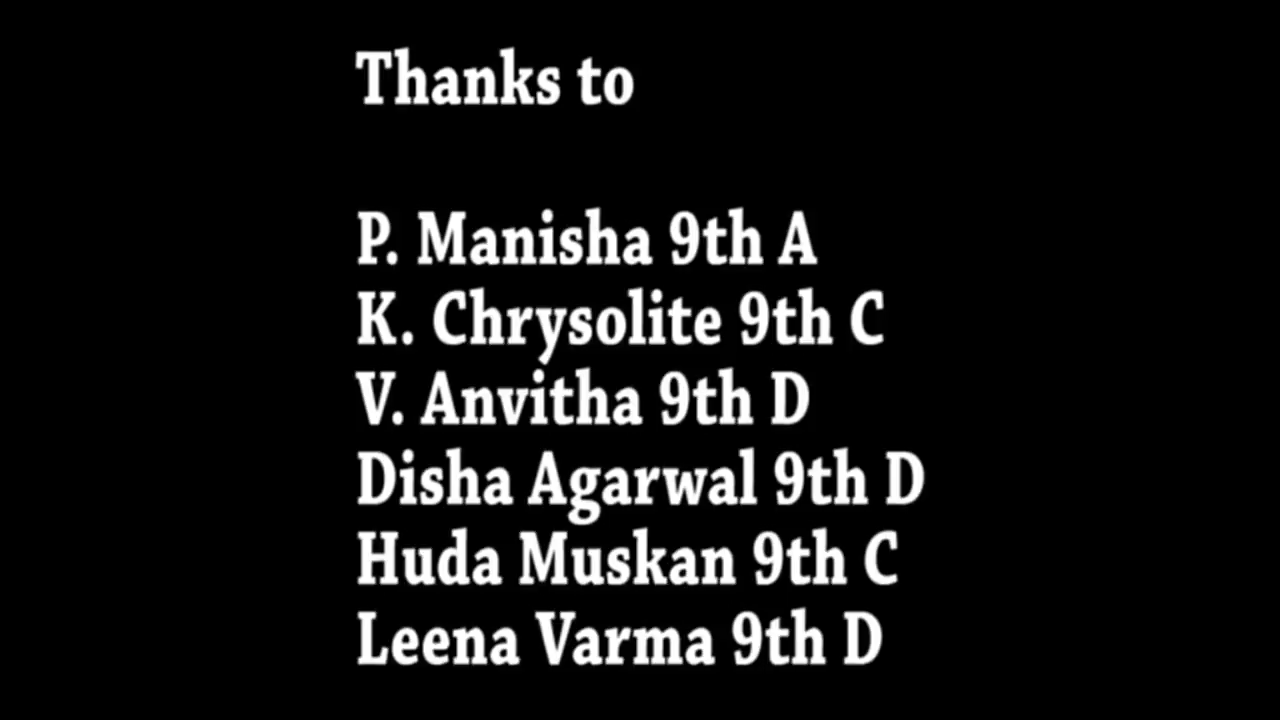 Thanks to
P. Manisha 9th A
K. Chrysolite 9th C
V. Anvitha 9th D
Disha Agarwal 9th D
Huda Muskan 9th C
Leena Varma 9th D